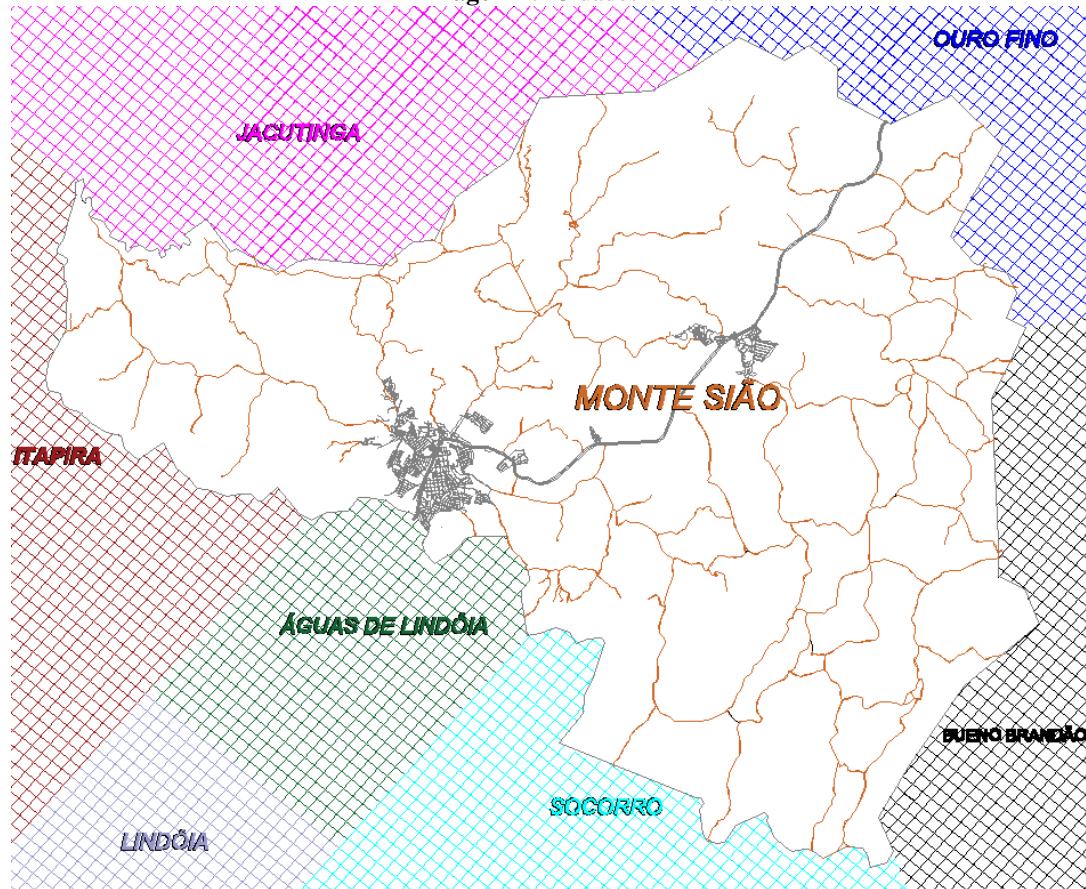 OURO FINO
JACUTINGA
MONTE SIÃO
ITAPIRA
ÁGUAS DE LINDÓIA
BUENO BRANDÃO
SOCORRO
LINDÓIA